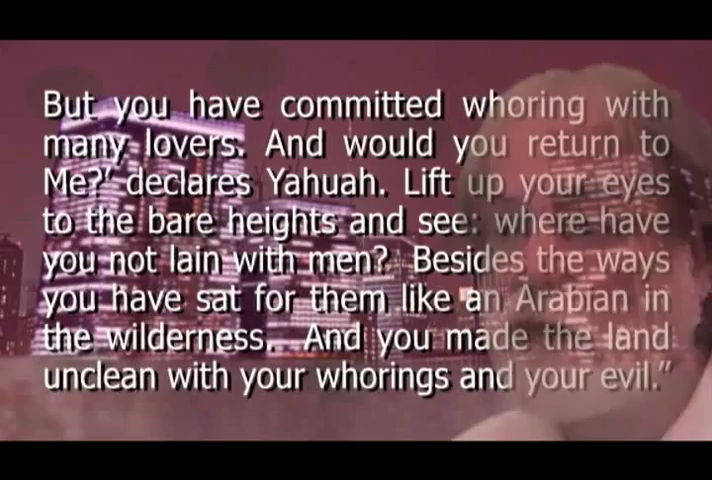 But you have committed whoring with
many lovers. And would you return to
Me?’ declares Yahuah. Lift up your eyes
to the bare heights and see: where have
you not lain with men? Besides the ways
you have sat for them like an Arabian in
the wilderness. And you made the land
unclean with your whorings and your evil.”